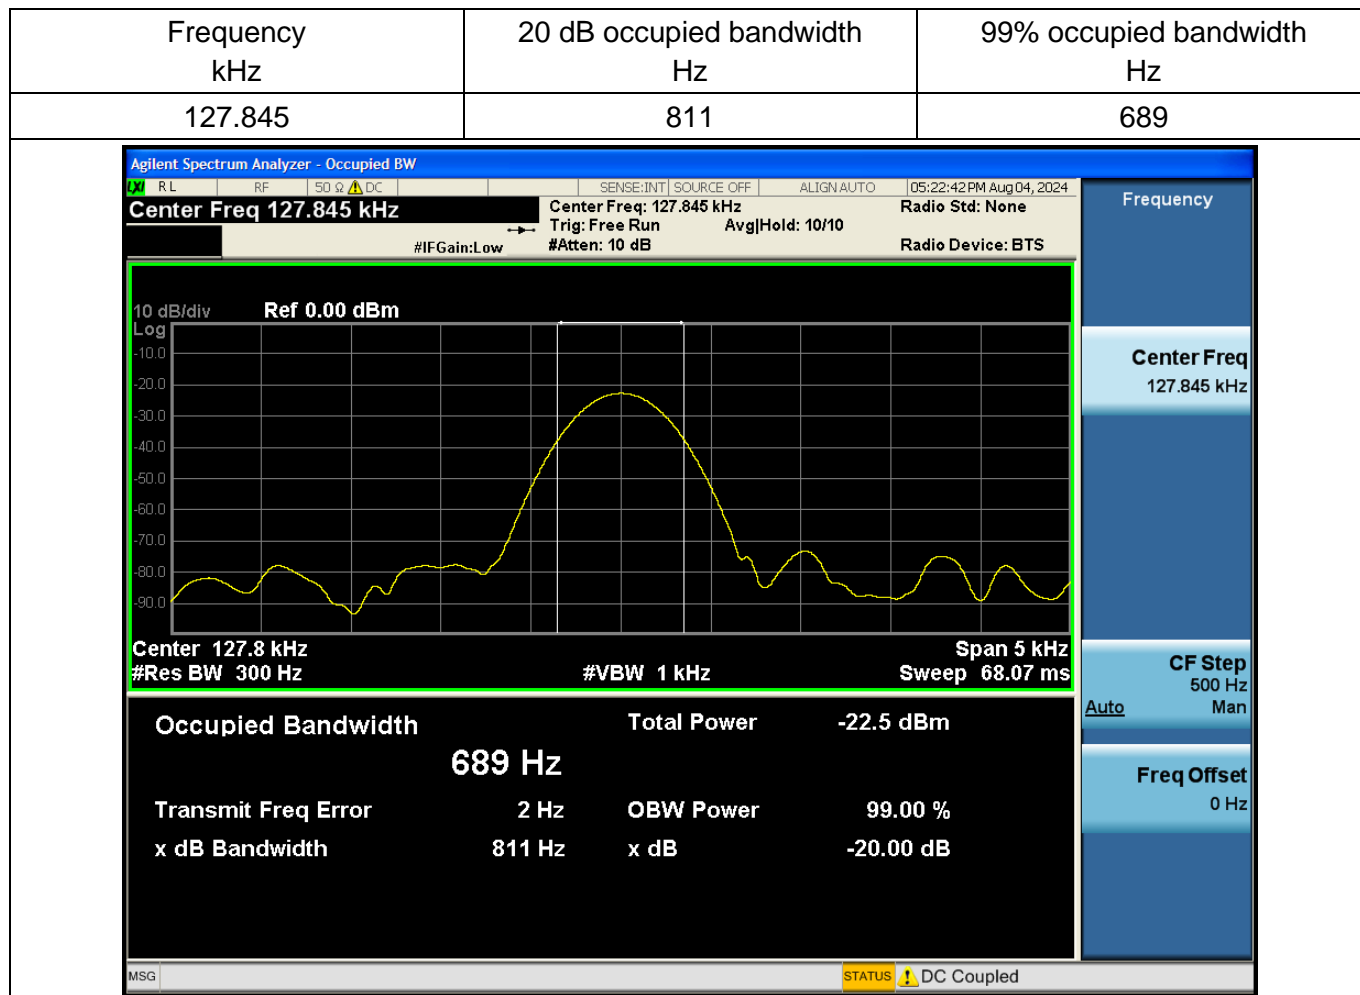 Frequency 20 dB occupied bandwidth 99% occupied bandwidth
kHz Hz Hz
127.845 811 689
Agilent Spectrum Analyzer - Occupied BW
LXI RL RF 50 Ω DC SENSE:INT SOURCE OFF ALIGN AUTO 05:22:42 PM Aug 04, 2024
Center Freq 127.845 kHz Center Freq: 127.845 kHz Radio Std: None
Trig: Free Run Avg|Hold: 10/10
#IFGain:Low #Atten: 10 dB Radio Device: BTS
Frequency
10 dB/div Ref 0.00 dBm
Log
-10.0
-20.0
-30.0
-40.0
-50.0
-60.0
-70.0
-80.0
-90.0
Center 127.8 kHz Span 5 kHz
#Res BW 300 Hz #VBW 1 kHz Sweep 68.07 ms
Occupied Bandwidth Total Power -22.5 dBm
689 Hz
Transmit Freq Error 2 Hz OBW Power 99.00 %
x dB Bandwidth 811 Hz x dB -20.00 dB
Center Freq
127.845 kHz
CF Step
500 Hz
Auto Man
Freq Offset
0 Hz
MSG STATUS DC Coupled